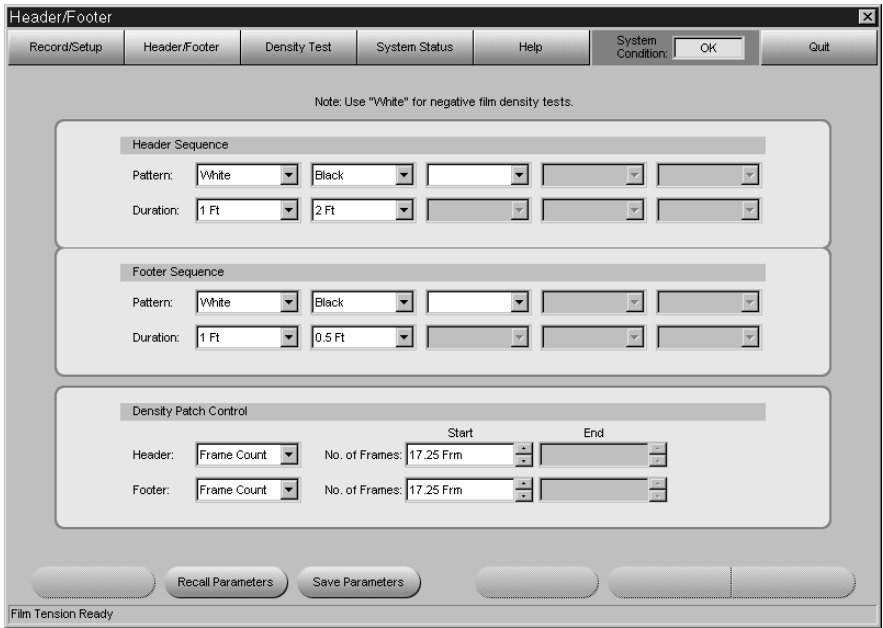 Header/Footer
Record/Setup Header/Footer Density Test System Status Help System Condition: OK Quit
Note: Use "White" for negative film density tests.
Header Sequence
Pattern: White Black
Duration: 1 Ft 2 Ft
Footer Sequence
Pattern: White Black
Duration: 1 Ft 0.5 Ft
Density Patch Control
Start End
Header: Frame Count No. of Frames: 17.25 Frm
Footer: Frame Count No. of Frames: 17.25 Frm
Recall Parameters Save Parameters
Film Tension Ready